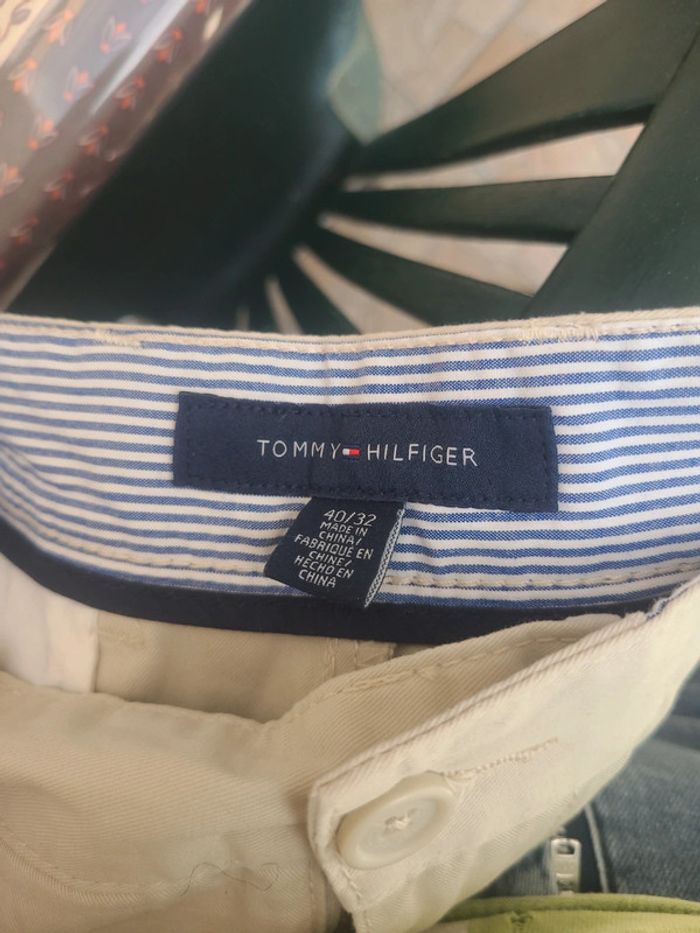 TOMMY HILFIGER
40/32
MADE IN
CHINA/
FABRIQUE EN
CHINE/
HECHO EN
CHINA